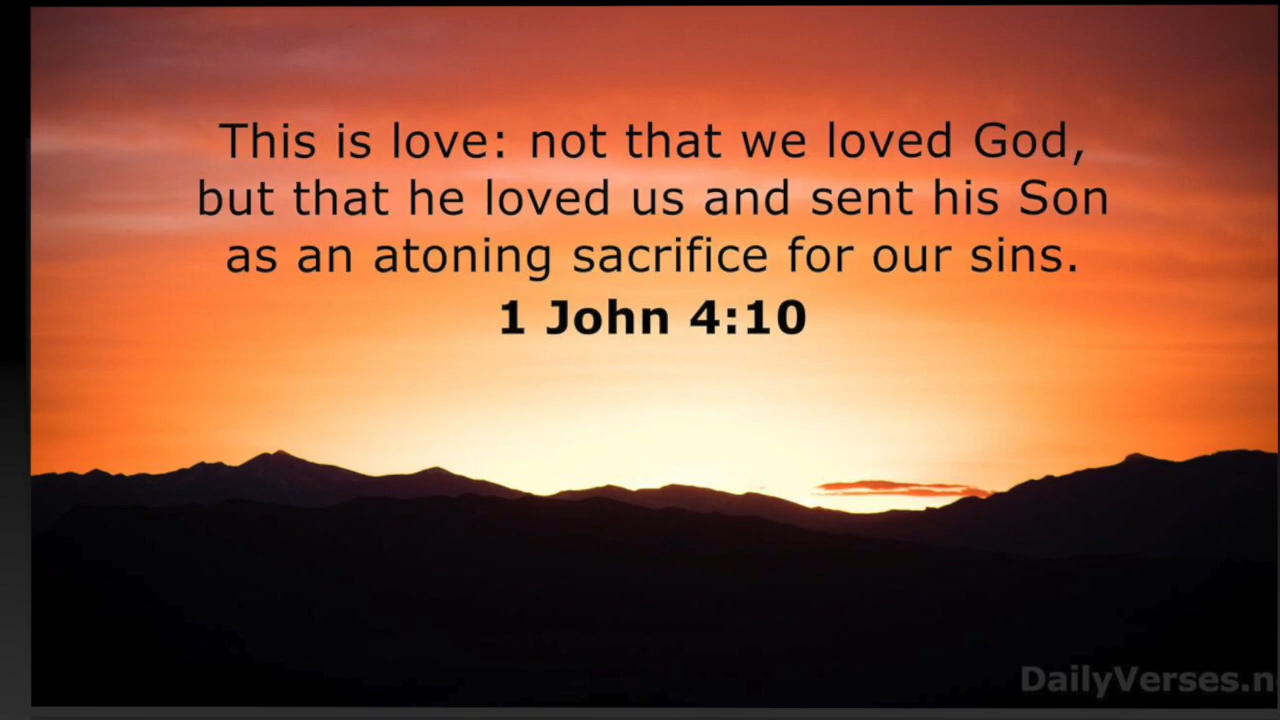 This is love: not that we loved God,
but that he loved us and sent his Son
as an atoning sacrifice for our sins.
1 John 4:10
DailyVerses.n